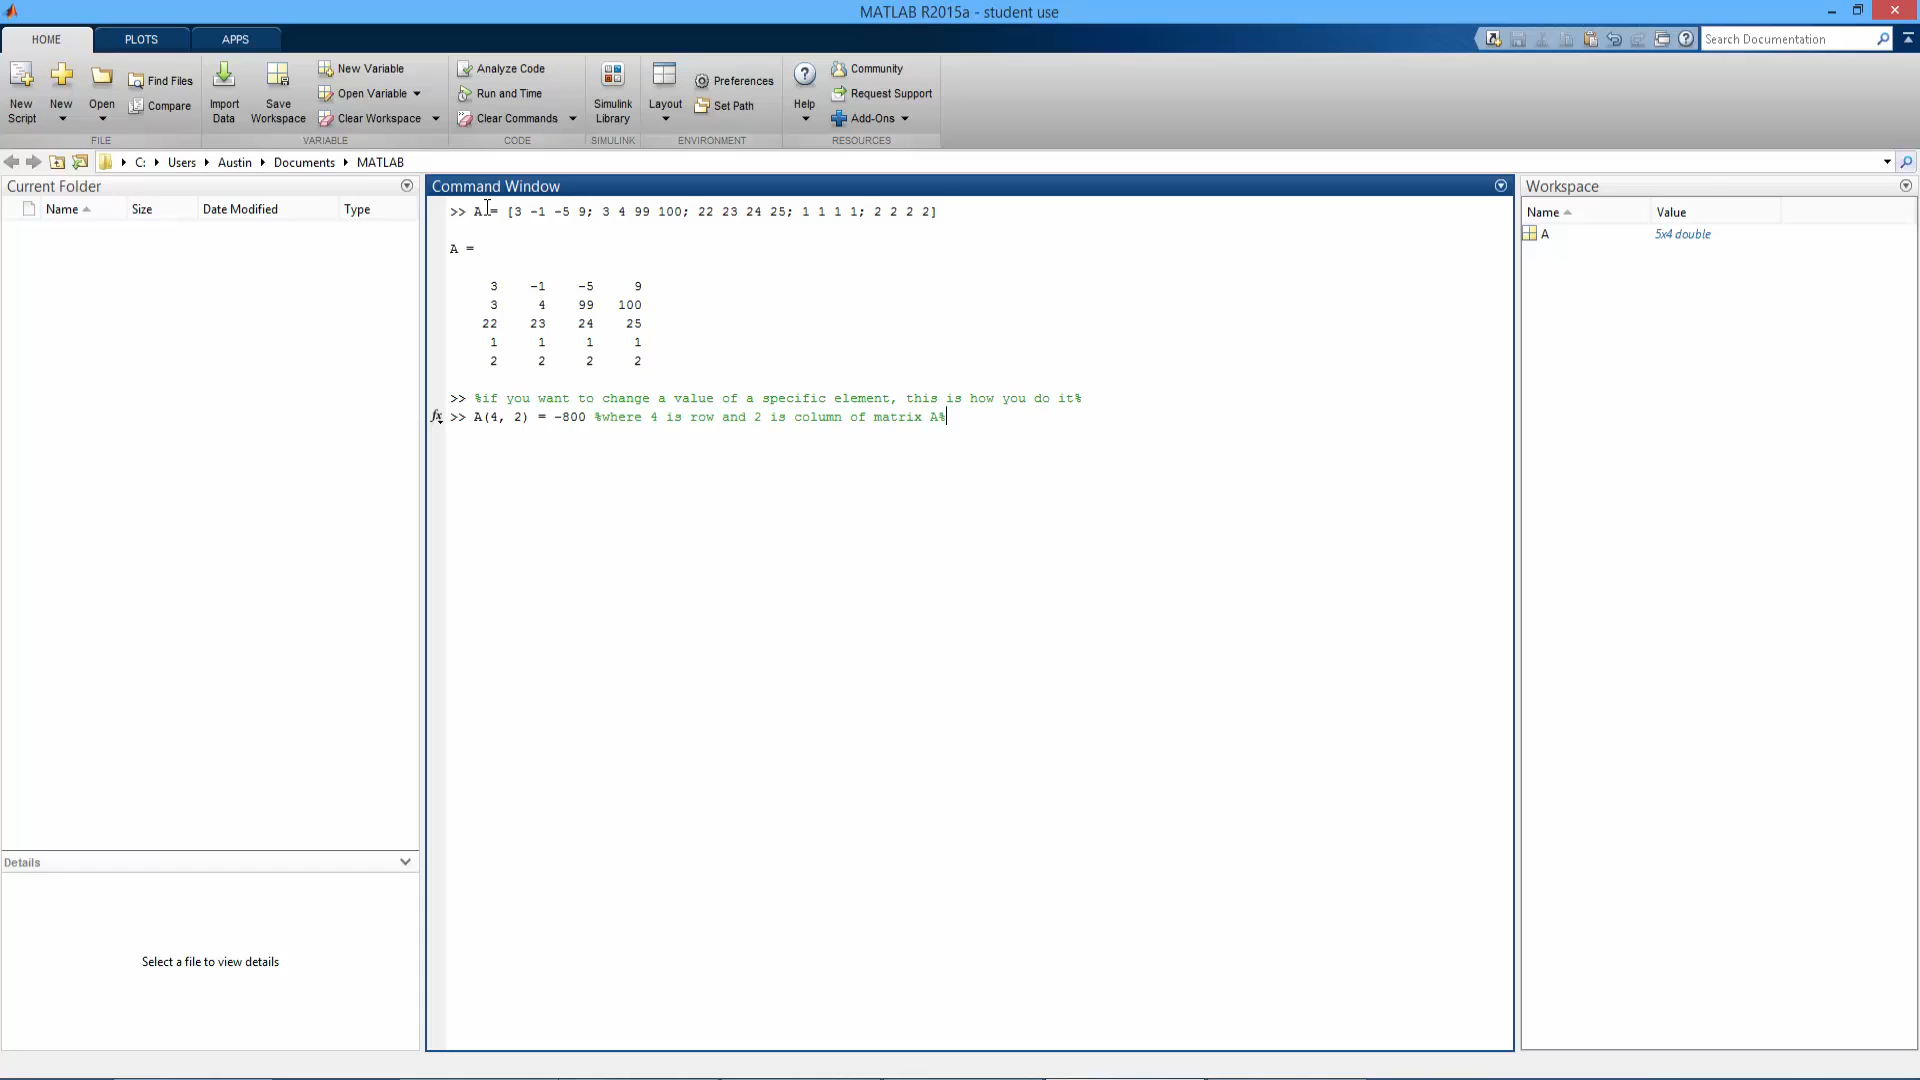 MATLAB R2015a - student use
HOME PLOTS APPS
Search Documentation
New Script
New
Open
Find Files
Compare
FILE
Import Data
Save Workspace
New Variable
Open Variable
Clear Workspace
VARIABLE
Analyze Code
Run and Time
Clear Commands
CODE
Simulink Library
SIMULINK
Layout
Preferences
Set Path
ENVIRONMENT
Help
Community
Request Support
Add-Ons
RESOURCES
C: Users Austin Documents MATLAB
Current Folder
Name Size Date Modified Type
Details
Select a file to view details
Command Window
>> A = [3 -1 -5 9; 3 4 99 100; 22 23 24 25; 1 1 1 1; 2 2 2 2]
A =
3 -1 -5 9
3 4 99 100
22 23 24 25
1 1 1 1
2 2 2 2
>> %if you want to change a value of a specific element, this is how you do it%
fx >> A(4, 2) = -800 %where 4 is row and 2 is column of matrix A%
Workspace
Name Value
A 5x4 double